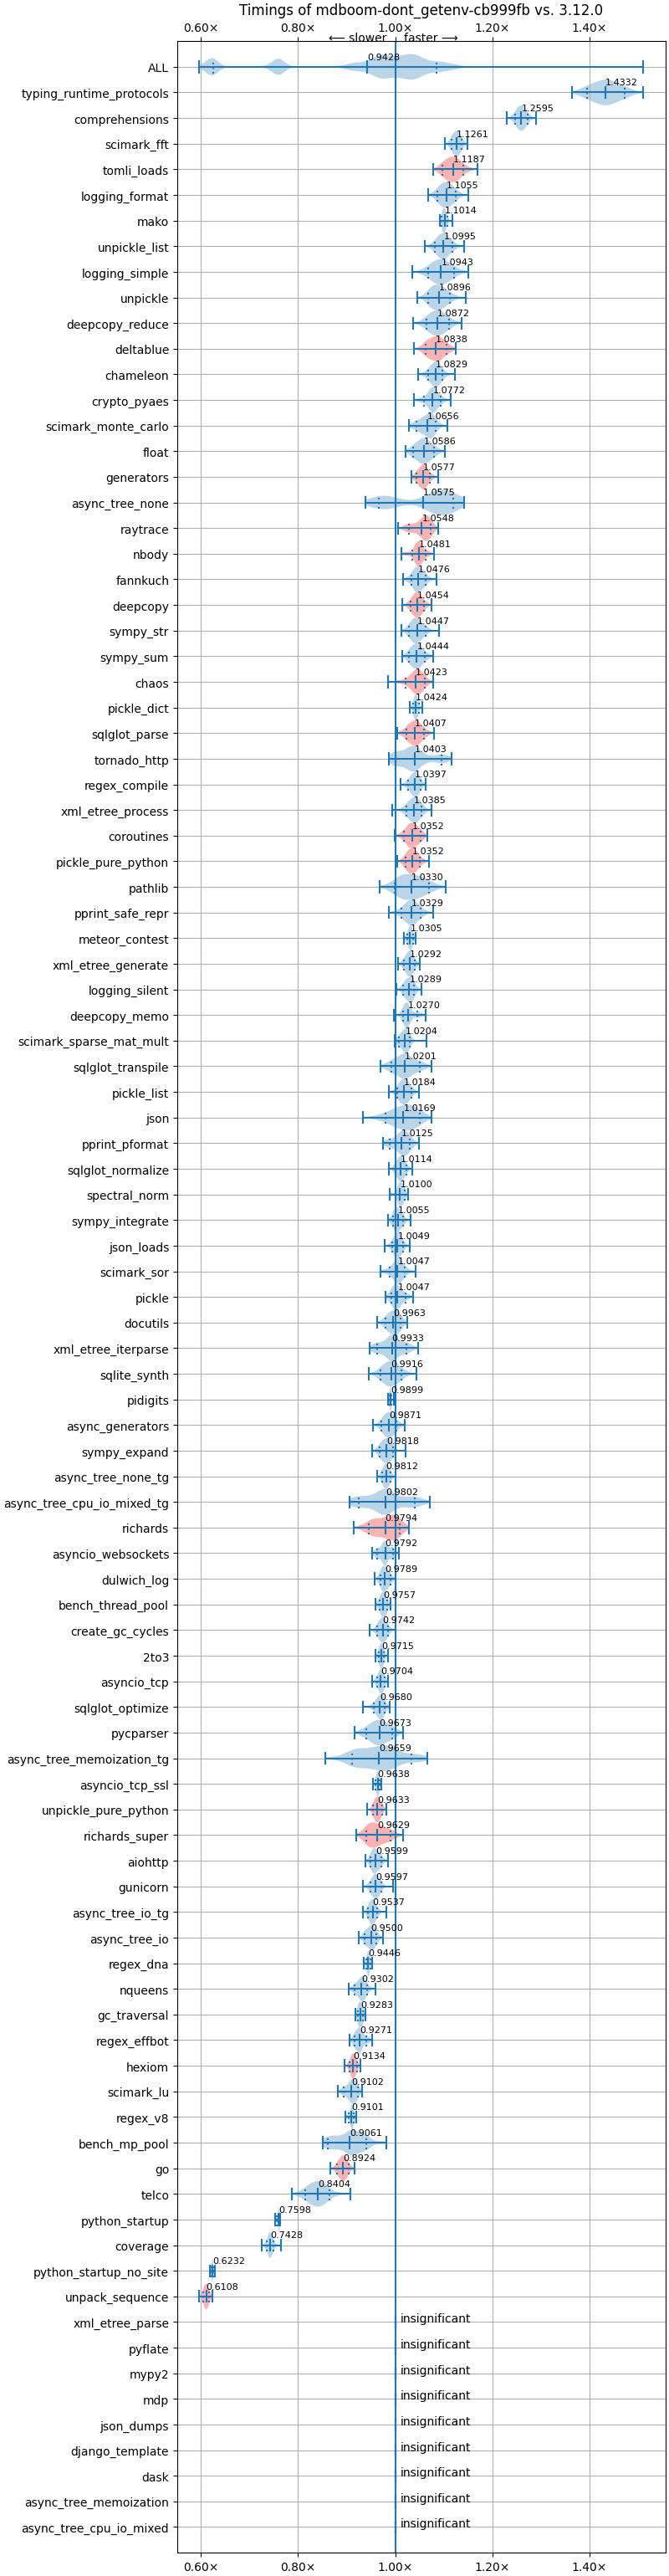 Timings of mdboom-dont_getenv-cb999fb vs. 3.12.0
0.60× 0.80× 1.00× 1.20× 1.40×
⟵ slower faster ⟶
ALL 0.9428
typing_runtime_protocols 1.4332
comprehensions 1.2595
scimark_fft 1.1261
tomli_loads 1.1187
logging_format 1.1055
mako 1.1014
unpickle_list 1.0995
logging_simple 1.0943
unpickle 1.0896
deepcopy_reduce 1.0872
deltablue 1.0838
chameleon 1.0829
crypto_pyaes 1.0772
scimark_monte_carlo 1.0656
float 1.0586
generators 1.0577
async_tree_none 1.0575
raytrace 1.0548
nbody 1.0481
fannkuch 1.0476
deepcopy 1.0454
sympy_str 1.0447
sympy_sum 1.0444
chaos 1.0423
pickle_dict 1.0424
sqlglot_parse 1.0407
tornado_http 1.0403
regex_compile 1.0397
xml_etree_process 1.0385
coroutines 1.0352
pickle_pure_python 1.0352
pathlib 1.0330
pprint_safe_repr 1.0329
meteor_contest 1.0305
xml_etree_generate 1.0292
logging_silent 1.0289
deepcopy_memo 1.0270
scimark_sparse_mat_mult 1.0204
sqlglot_transpile 1.0201
pickle_list 1.0184
json 1.0169
pprint_pformat 1.0125
sqlglot_normalize 1.0114
spectral_norm 1.0100
sympy_integrate 1.0055
json_loads 1.0049
scimark_sor 1.0047
pickle 1.0047
docutils 0.9963
xml_etree_iterparse 0.9933
sqlite_synth 0.9916
pidigits 0.9899
async_generators 0.9871
sympy_expand 0.9818
async_tree_none_tg 0.9812
async_tree_cpu_io_mixed_tg 0.9802
richards 0.9794
asyncio_websockets 0.9792
dulwich_log 0.9789
bench_thread_pool 0.9757
create_gc_cycles 0.9742
2to3 0.9715
asyncio_tcp 0.9704
sqlglot_optimize 0.9680
pycparser 0.9673
async_tree_memoization_tg 0.9659
asyncio_tcp_ssl 0.9638
unpickle_pure_python 0.9633
richards_super 0.9629
aiohttp 0.9599
gunicorn 0.9597
async_tree_io_tg 0.9537
async_tree_io 0.9500
regex_dna 0.9446
nqueens 0.9302
gc_traversal 0.9283
regex_effbot 0.9271
hexiom 0.9134
scimark_lu 0.9102
regex_v8 0.9101
bench_mp_pool 0.9061
go 0.8924
telco 0.8404
python_startup 0.7598
coverage 0.7428
python_startup_no_site 0.6232
unpack_sequence 0.6108
xml_etree_parse insignificant
pyflate insignificant
mypy2 insignificant
mdp insignificant
json_dumps insignificant
django_template insignificant
dask insignificant
async_tree_memoization insignificant
async_tree_cpu_io_mixed insignificant
0.60× 0.80× 1.00× 1.20× 1.40×